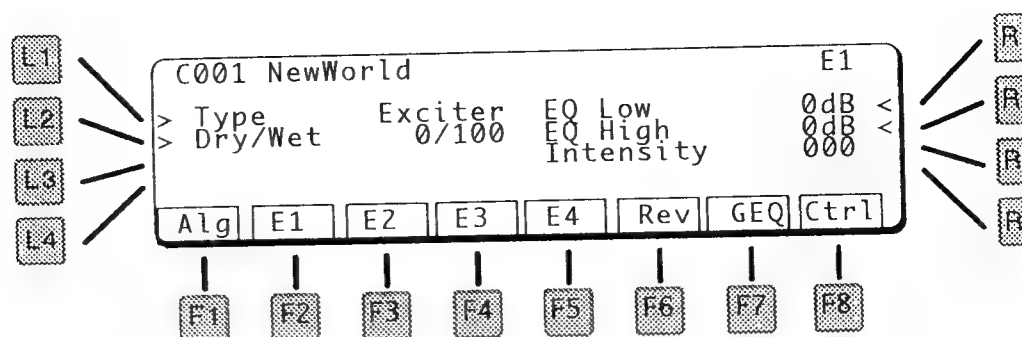 L1
L2
L3
L4
C001 NewWorld E1
> Type Exciter EQ Low 0dB <
> Dry/Wet 0/100 EQ High 0dB <
Intensity 000
Alg E1 E2 E3 E4 Rev GEQ Ctrl
R
R
R
R
F1 F2 F3 F4 F5 F6 F7 F8